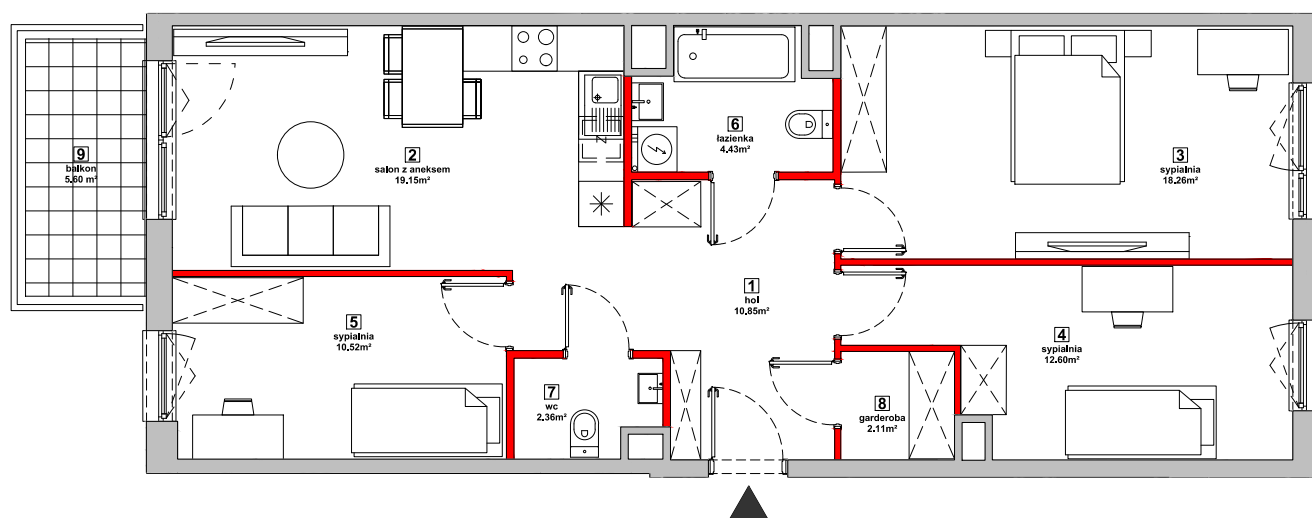 9
balkon
5.60 m²
2
salon z aneksem
19.15m²
6
łazienka
4.43m²
3
sypialnia
18.26m²
1
hol
10.85m²
5
sypialnia
10.52m²
4
sypialnia
12.60m²
7
wc
2.36m²
8
garderoba
2.11m²